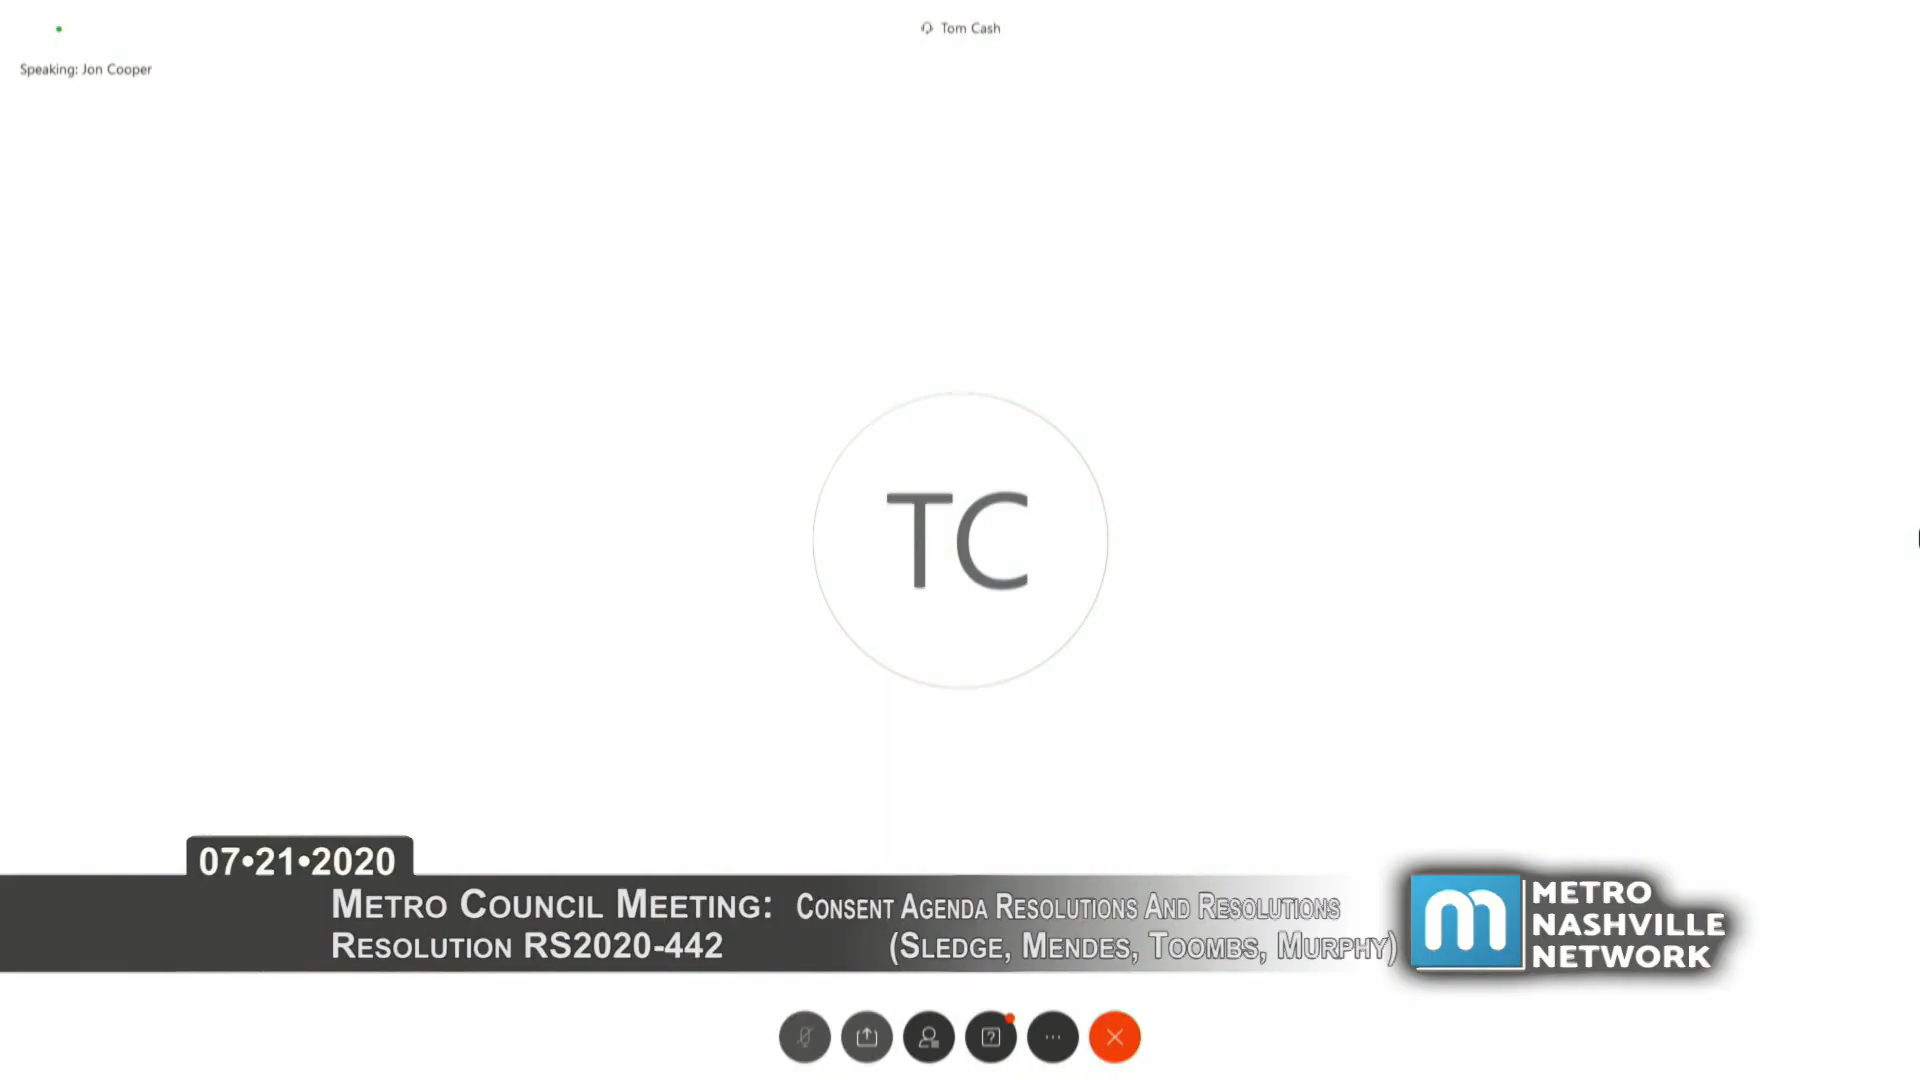 Tom Cash
Speaking: Jon Cooper
TC
07•21•2020
METRO COUNCIL MEETING: CONSENT AGENDA RESOLUTIONS AND RESOLUTIONS
RESOLUTION RS2020-442 (SLEDGE, MENDES, TOOMBS, MURPHY)
m METRO
NASHVILLE
NETWORK